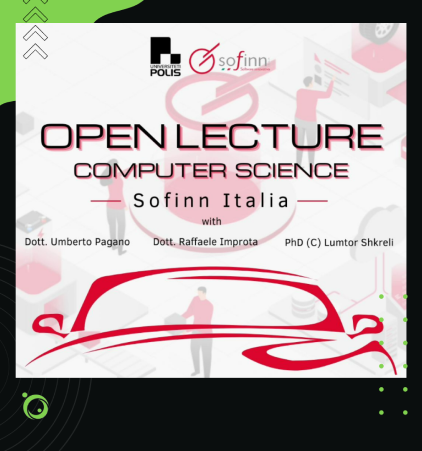 UNIVERSITETI
POLIS
sofinn
OPEN LECTURE
COMPUTER SCIENCE
Sofinn Italia
with
Dott. Umberto Pagano Dott. Raffaele Improta PhD (C) Lumtor Shkreli